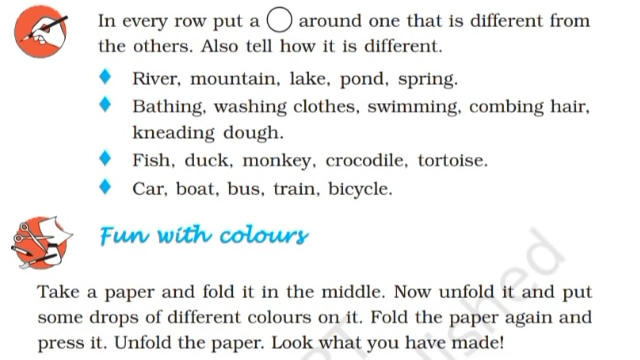 In every row put a ◯ around one that is different from
the others. Also tell how it is different.
River, mountain, lake, pond, spring.
Bathing, washing clothes, swimming, combing hair,
kneading dough.
Fish, duck, monkey, crocodile, tortoise.
Car, boat, bus, train, bicycle.
Fun with colours
Take a paper and fold it in the middle. Now unfold it and put
some drops of different colours on it. Fold the paper again and
press it. Unfold the paper. Look what you have made!